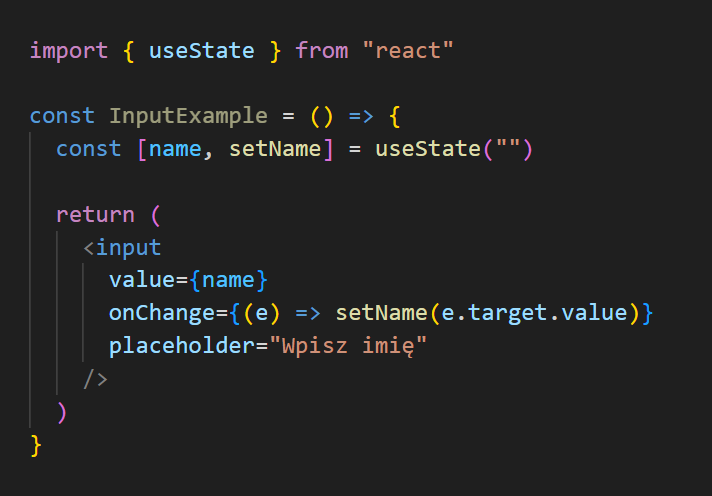 import { useState } from "react"
const InputExample = () => {
const [name, setName] = useState("")
return (
<input
value={name}
onChange={(e) => setName(e.target.value)}
placeholder="Wpisz imię"
/>
)
}